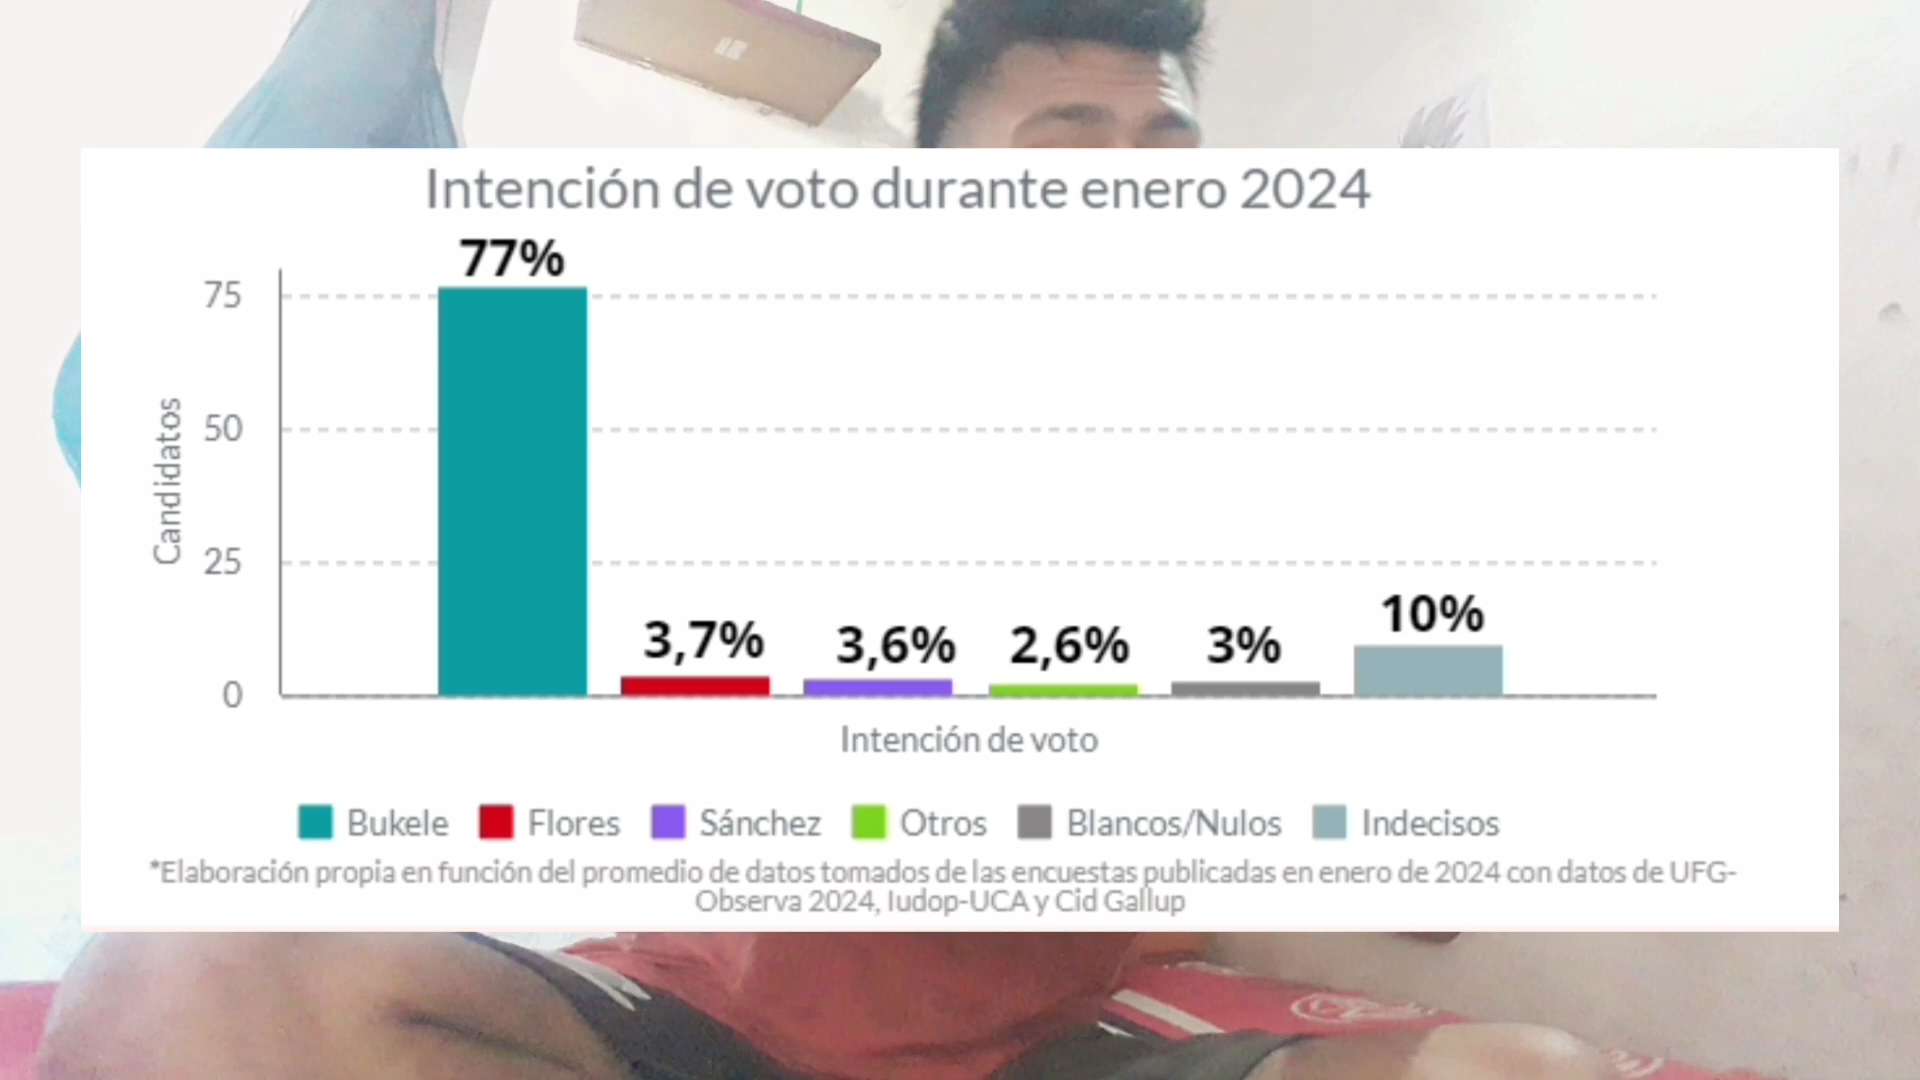 Intención de voto durante enero 2024
77%
75
50
25
0
Candidatos
3,7%
3,6%
2,6%
3%
10%
Intención de voto
Bukele Flores Sánchez Otros Blancos/Nulos Indecisos
*Elaboración propia en función del promedio de datos tomados de las encuestas publicadas en enero de 2024 con datos de UFG-
Observa 2024, Iudop-UCA y Cid Gallup